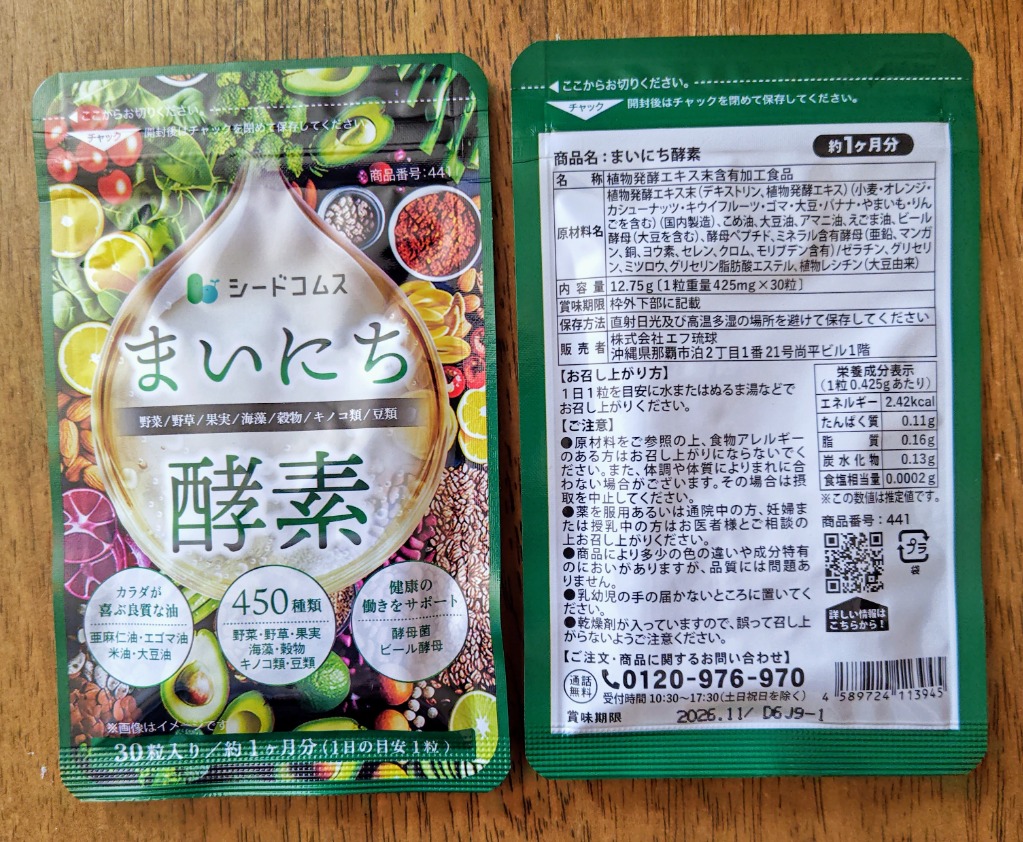 ここからお切りください。
チャック 開封後はチャックを閉めて保存してください。
商品番号:441
シードコムス
まいにち
野菜/野草/果実/海藻/穀物/キノコ類/豆類
酵素
カラダが
喜ぶ良質な油
亜麻仁油・エゴマ油
米油・大豆油
450種類
野菜・野草・果実
海藻・穀物
キノコ類・豆類
健康の
働きをサポート
酵母菌
ビール酵母
※画像はイメージです
30粒入り/約1ヶ月分(1日の目安1粒)
ここからお切りください。
チャック 開封後はチャックを閉めて保存してください。
商品名:まいにち酵素
約1ヶ月分
名称 植物発酵エキス末含有加工食品
原材料名
植物発酵エキス末(デキストリン、植物発酵エキス)(小麦・オレンジ・
カシューナッツ・キウイフルーツ・ゴマ・大豆・バナナ・やまいも・りん
ごを含む)(国内製造)、こめ油、大豆油、アマニ油、えごま油、ビール
酵母(大豆を含む)、酵母ペプチド、ミネラル含有酵母(亜鉛、マンガ
ン、銅、ヨウ素、セレン、クロム、モリブデン含有)/ゼラチン、グリセリ
ン、ミツロウ、グリセリン脂肪酸エステル、植物レシチン(大豆由来)
内容量 12.75g[1粒重量425mg×30粒]
賞味期限 枠外下部に記載
保存方法 直射日光及び高温多湿の場所を避けて保存してください
販売者
株式会社エフ琉球
沖縄県那覇市泊2丁目1番21号尚平ビル1階
【お召し上がり方】
1日1粒を目安に水またはぬるま湯などで
お召し上がりください。
【ご注意】
●原材料をご参照の上、食物アレルギー
のある方はお召し上がりにならないでく
ださい。また、体調や体質によりまれに合
わない場合がございます。その場合は摂
取を中止してください。
●薬を服用あるいは通院中の方、妊婦ま
たは授乳中の方はお医者様とご相談の
上お召し上がりください。
●商品により多少の色の違いや成分特有
のにおいがありますが、品質には問題あ
りません。
●乳幼児の手の届かないところに置いてく
ださい。
●乾燥剤が入っていますので、誤って召し上
がらないようご注意ください。
栄養成分表示
(1粒0.425gあたり)
エネルギー 2.42kcal
たんぱく質 0.11g
脂質 0.16g
炭水化物 0.13g
食塩相当量 0.0002g
※この数値は推定値です。
商品番号:441
プラ
袋
詳しい情報は
こちらから!
【ご注文・商品に関するお問い合わせ】
通話
無料
0120-976-970
受付時間 10:30〜17:30(土日祝日を除く)
4 589724 113945
賞味期限 2026.11/ D6J9-1